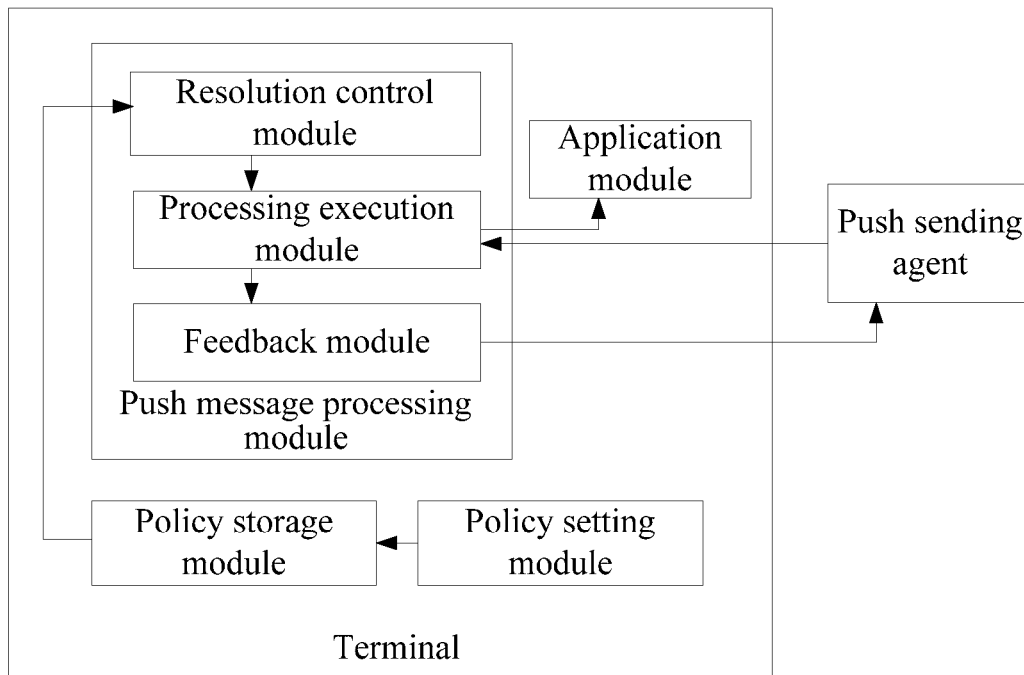 Resolution control
module
Application
module
Processing execution
module
Push sending
agent
Feedback module
Push message processing
module
Policy storage
module
Policy setting
module
Terminal